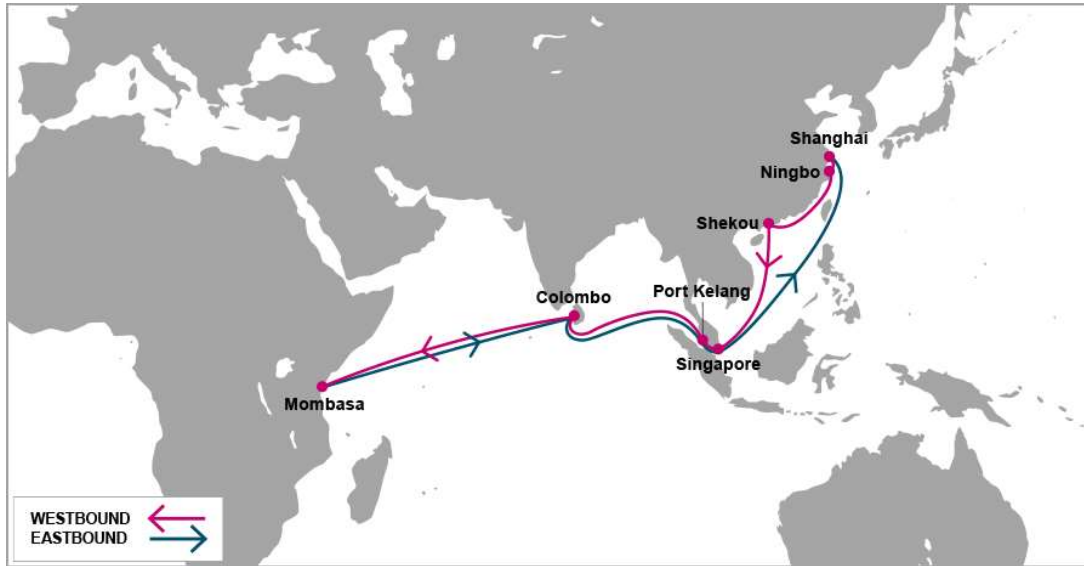 Shanghai
Ningbo
Shekou
Port Kelang
Colombo
Singapore
Mombasa
WESTBOUND
EASTBOUND